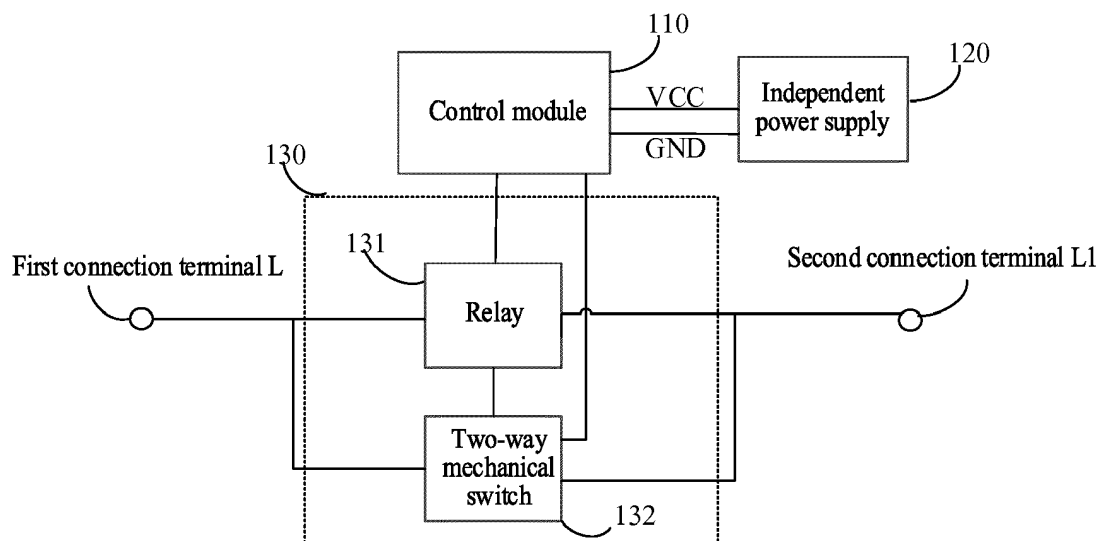 110
120
Control module
VCC
GND
Independent
power supply
130
131
First connection terminal L
Second connection terminal L1
Relay
Two-way
mechanical
switch
132